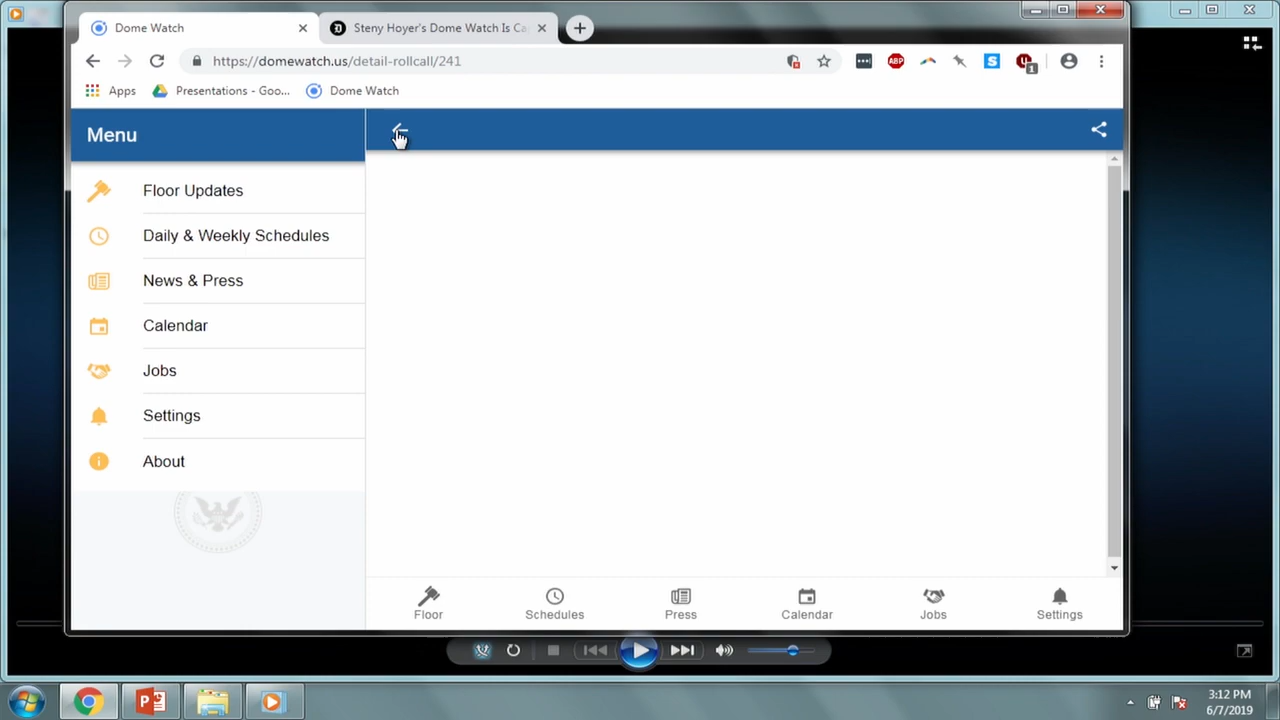 Dome Watch
Steny Hoyer's Dome Watch Is Ca
https://domewatch.us/detail-rollcall/241
ABP
S
1
Apps
Presentations - Goo...
Dome Watch
Menu
Floor Updates
Daily & Weekly Schedules
News & Press
Calendar
Jobs
Settings
About
Floor
Schedules
Press
Calendar
Jobs
Settings
3:12 PM
6/7/2019